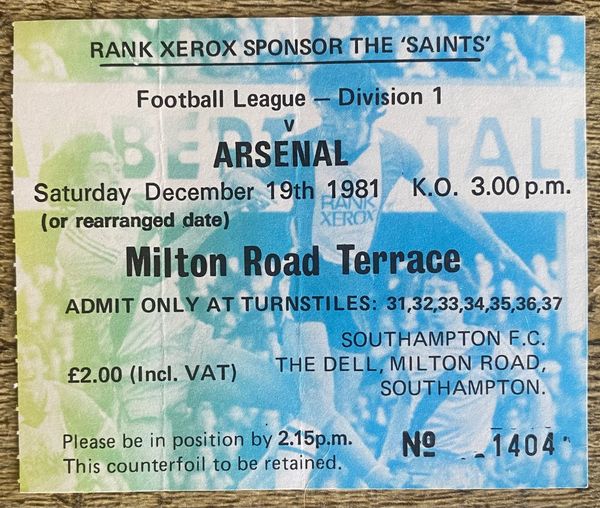 RANK XEROX SPONSOR THE 'SAINTS'
Football League – Division 1
v
ARSENAL
Saturday December 19th 1981 K.O. 3.00 p.m.
(or rearranged date)
Milton Road Terrace
ADMIT ONLY AT TURNSTILES: 31,32,33,34,35,36,37
SOUTHAMPTON F.C.
£2.00 (Incl. VAT) THE DELL, MILTON ROAD,
SOUTHAMPTON.
Please be in position by 2.15p.m.
This counterfoil to be retained.
Nº 1404
RANK
XEROX